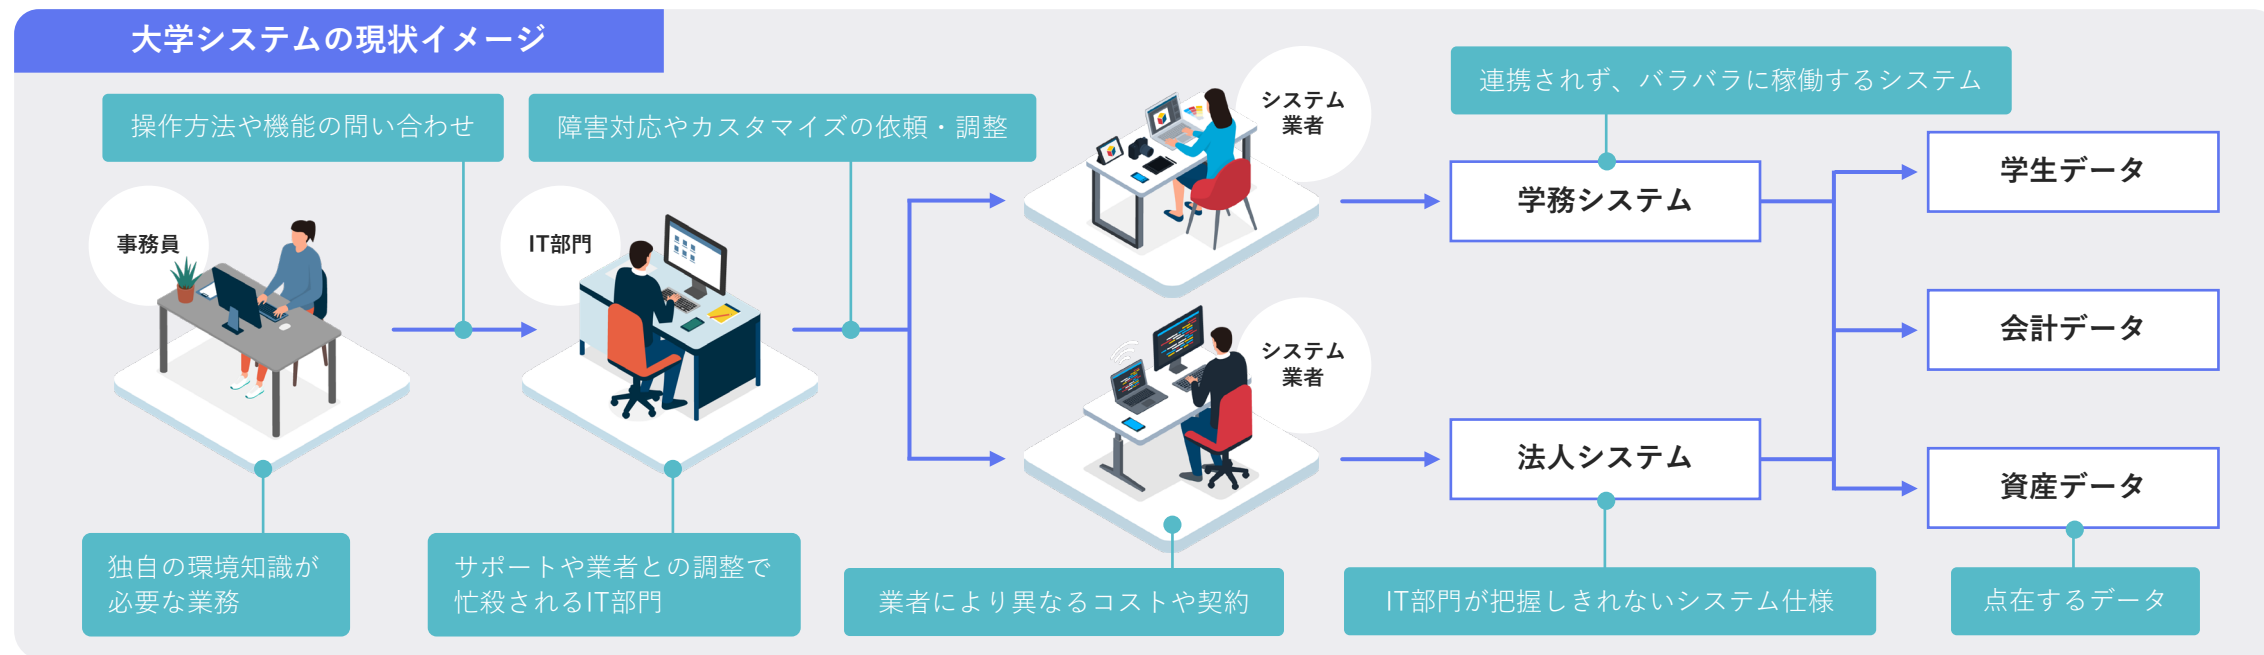 大学システムの現状イメージ
操作方法や機能の問い合わせ
障害対応やカスタマイズの依頼・調整
連携されず、バラバラに稼働するシステム
事務員
IT部門
システム
業者
システム
業者
学務システム
法人システム
学生データ
会計データ
資産データ
独自の環境知識が
必要な業務
サポートや業者との調整で
忙殺されるIT部門
業者により異なるコストや契約
IT部門が把握しきれないシステム仕様
点在するデータ